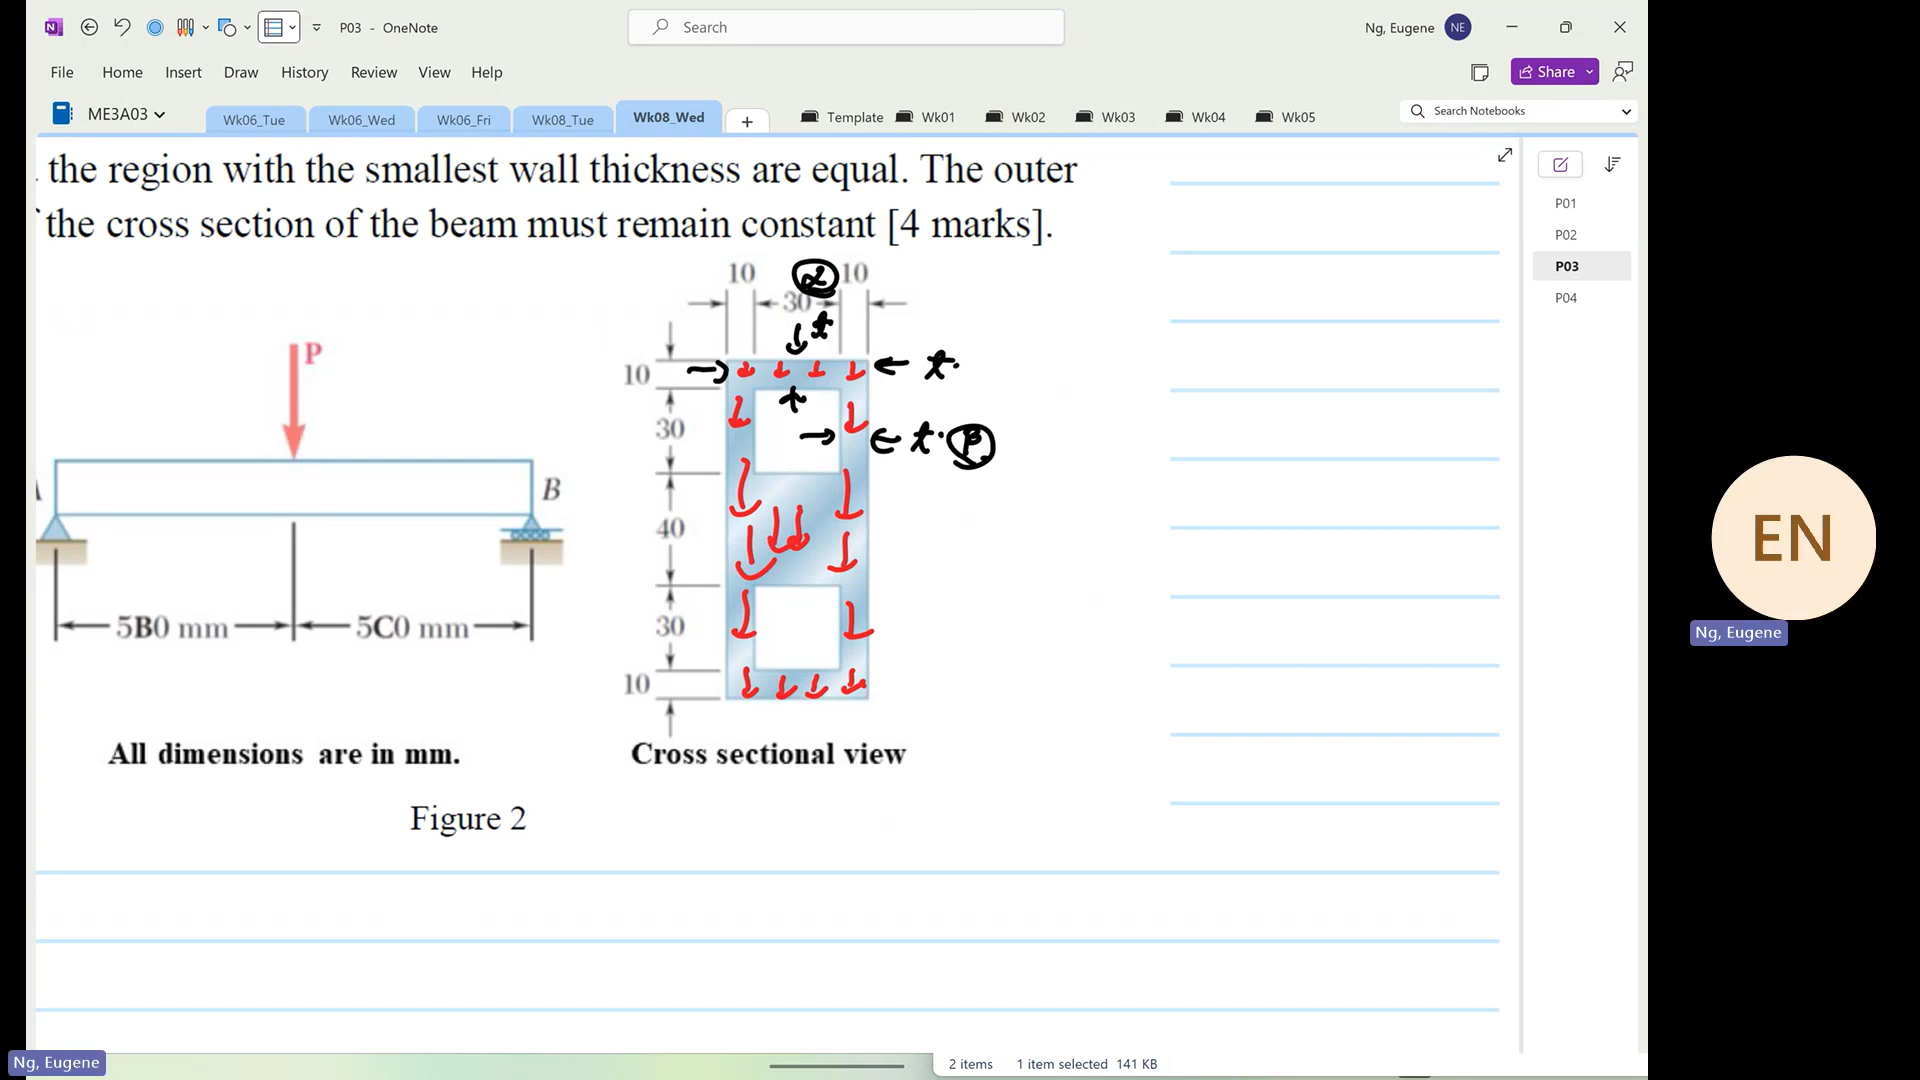 P03 - OneNote
Search
Ng, Eugene
NE
File Home Insert Draw History Review View Help
Share
ME3A03
Wk06_Tue Wk06_Wed Wk06_Fri Wk08_Tue Wk08_Wed
Template Wk01 Wk02 Wk03 Wk04 Wk05
Search Notebooks
P01
P02
P03
P04
the region with the smallest wall thickness are equal. The outer
the cross section of the beam must remain constant [4 marks].
10 α 10
30
t
10
t
30
t β
40
30
10
P
B
5B0 mm 5C0 mm
All dimensions are in mm.
Cross sectional view
Figure 2
EN
Ng, Eugene
Ng, Eugene
2 items 1 item selected 141 KB